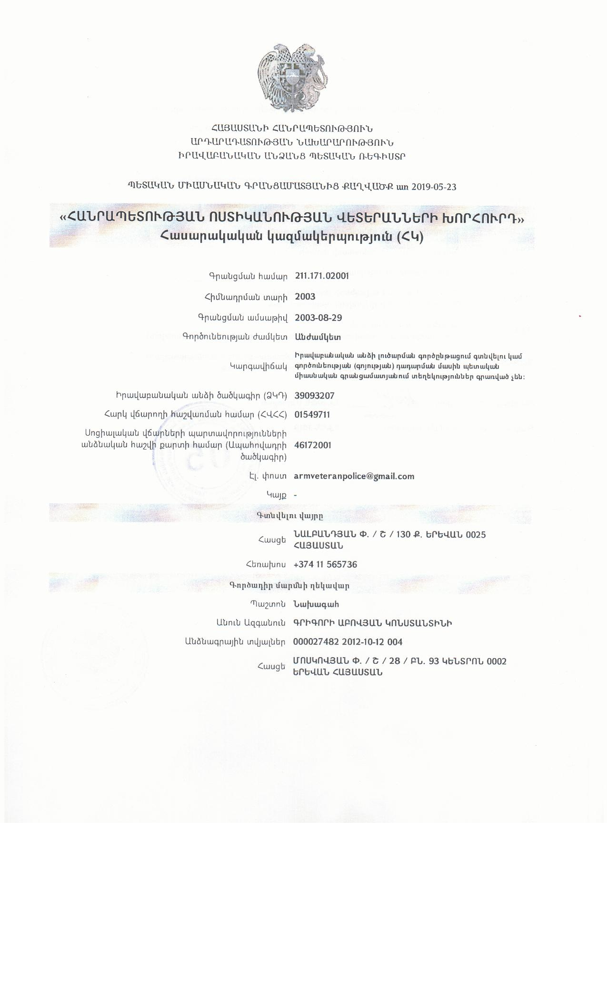 ՀԱՅԱՍՏԱՆԻ ՀԱՆՐԱՊԵՏՈՒԹՅՈՒՆ
ԱՐԴԱՐԱԴԱՏՈՒԹՅԱՆ ՆԱԽԱՐԱՐՈՒԹՅՈՒՆ
ԻՐԱՎԱԲԱՆԱԿԱՆ ԱՆՁԱՆՑ ՊԵՏԱԿԱՆ ՌԵԳԻՍՏՐ
ՊԵՏԱԿԱՆ ՄԻԱՍՆԱԿԱՆ ԳՐԱՆՑԱՄԱՏՅԱՆԻՑ ՔԱՂՎԱԾՔ առ 2019-05-23
«ՀԱՆՐԱՊԵՏՈՒԹՅԱՆ ՈՍՏԻԿԱՆՈՒԹՅԱՆ ՎԵՏԵՐԱՆՆԵՐԻ ԽՈՐՀՈՒՐԴ»
Հասարակական կազմակերպություն (ՀԿ)
Գրանցման համար 211.171.02001
Հիմնադրման տարի 2003
Գրանցման ամսաթիվ 2003-08-29
Գործունեության ժամկետ Անժամկետ
Կարգավիճակ Իրավաբանական անձի լուծարման գործընթացում գտնվելու կամ
գործունեության (գոյության) դադարման մասին պետական
միասնական գրանցամատյանում տեղեկություններ գրառված չեն:
Իրավաբանական անձի ծածկագիր (ՁԿԴ) 39093207
Հարկ վճարողի հաշվառման համար (ՀՎՀՀ) 01549711
Սոցիալական վճարների պարտավորությունների
անձնական հաշվի քարտի համար (Ապահովադրի 46172001
ծածկագիր)
Էլ. փոստ armveteranpolice@gmail.com
Կայք -
Գտնվելու վայրը
Հասցե ՆԱԼԲԱՆԴՅԱՆ Փ. / Շ / 130 Ք. ԵՐԵՎԱՆ 0025
ՀԱՅԱՍՏԱՆ
Հեռախոս +374 11 565736
Գործադիր մարմնի ղեկավար
Պաշտոն Նախագահ
Անուն Ազգանուն ԳՐԻԳՈՐԻ ԱԲՈՎՅԱՆ ԿՈՆՍՏԱՆՏԻՆԻ
Անձնագրային տվյալներ 000027482 2012-10-12 004
Հասցե ՄՈՍԿՈՎՅԱՆ Փ. / Շ / 28 / ԲՆ. 93 ԿԵՆՏՐՈՆ 0002
ԵՐԵՎԱՆ ՀԱՅԱՍՏԱՆ